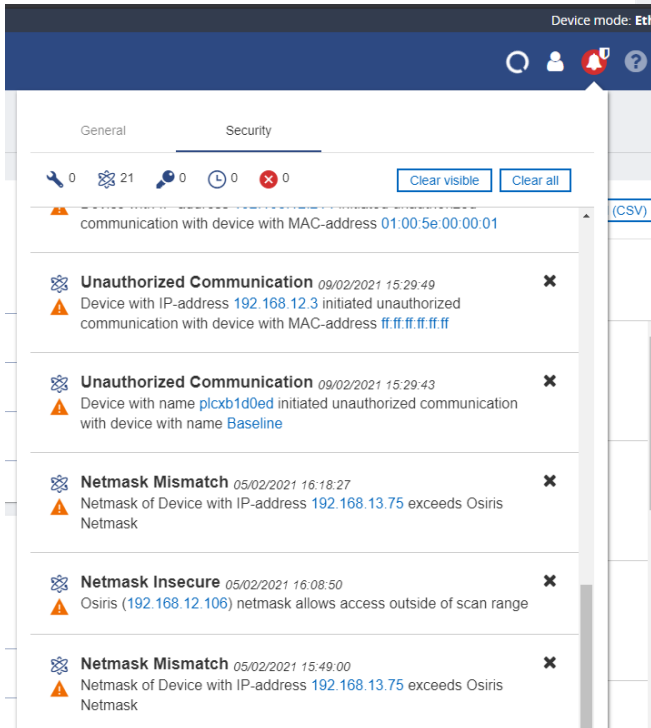 Device mode: Eth
General
Security
0
21
0
0
0
Clear visible
Clear all
(CSV)
communication with device with MAC-address 01:00:5e:00:00:01
Unauthorized Communication 09/02/2021 15:29:49
Device with IP-address 192.168.12.3 initiated unauthorized
communication with device with MAC-address ff:ff:ff:ff:ff:ff
Unauthorized Communication 09/02/2021 15:29:43
Device with name plcxb1d0ed initiated unauthorized communication
with device with name Baseline
Netmask Mismatch 05/02/2021 16:18:27
Netmask of Device with IP-address 192.168.13.75 exceeds Osiris
Netmask
Netmask Insecure 05/02/2021 16:08:50
Osiris (192.168.12.106) netmask allows access outside of scan range
Netmask Mismatch 05/02/2021 15:49:00
Netmask of Device with IP-address 192.168.13.75 exceeds Osiris
Netmask